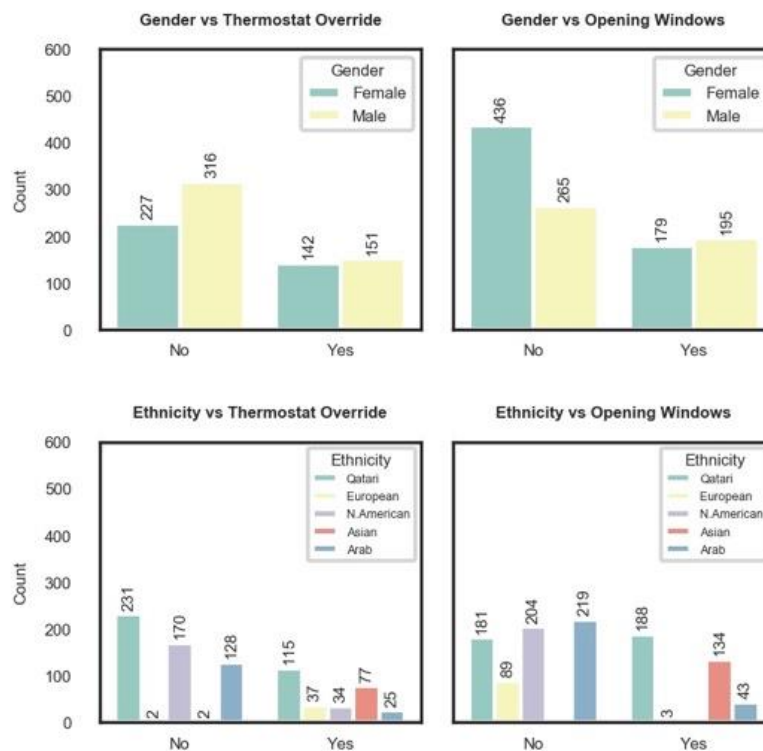 Gender vs Thermostat Override
600
500
400
300
200
100
0
Count
Gender
Female
Male
227
316
142
151
No
Yes
Gender vs Opening Windows
Gender
Female
Male
436
265
179
195
No
Yes
Ethnicity vs Thermostat Override
600
500
400
300
200
100
0
Count
Ethnicity
Qatari
European
N.American
Asian
Arab
231
2
170
2
128
115
37
34
77
25
No
Yes
Ethnicity vs Opening Windows
Ethnicity
Qatari
European
N.American
Asian
Arab
181
89
204
219
188
3
134
43
No
Yes